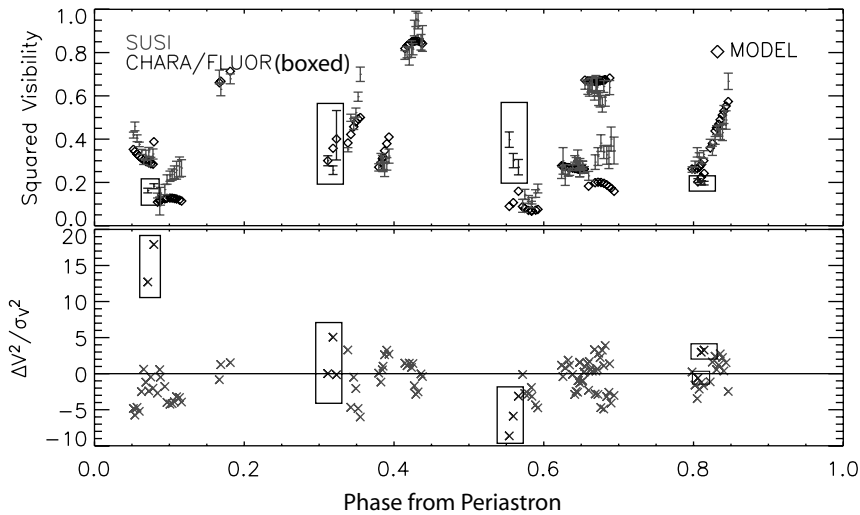 1.0
0.8
0.6
0.4
0.2
0.0
Squared Visibility
SUSI
CHARA/FLUOR(boxed)
MODEL
20
15
10
5
0
−5
−10
ΔV²/σᵥ²
0.0 0.2 0.4 0.6 0.8 1.0
Phase from Periastron